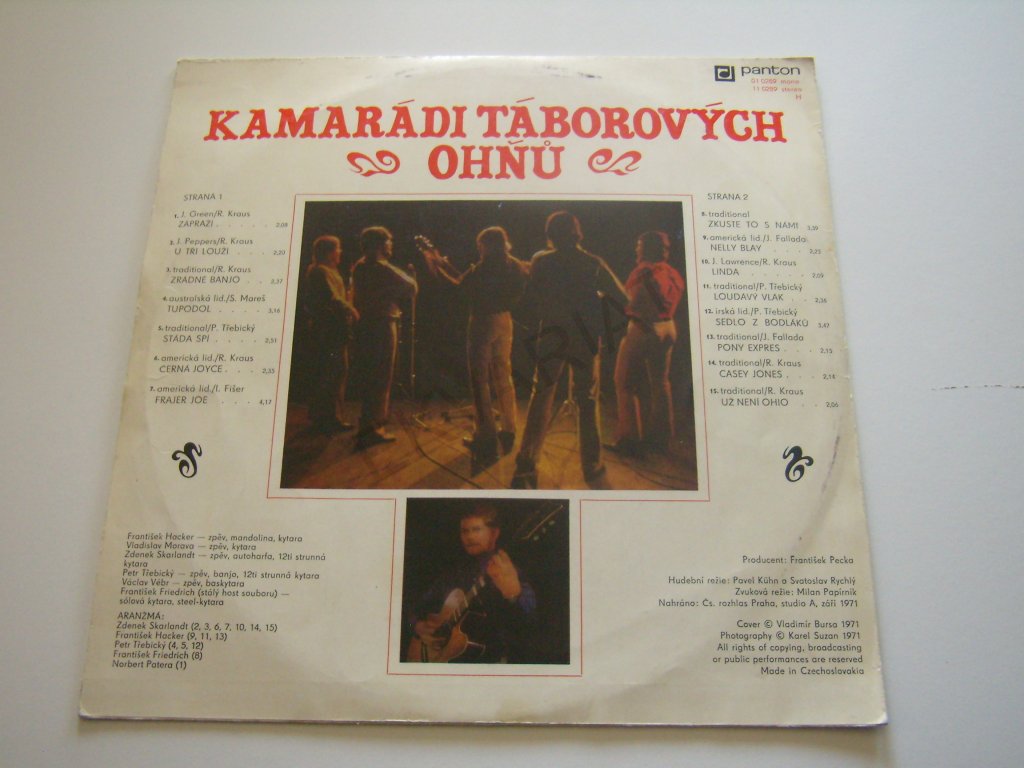 panton
01 0289 mono
11 0289 stereo
H
KAMARÁDI TÁBOROVÝCH
OHŇŮ
STRANA 1
1. J. Green/R. Kraus
ZAPRAŽÍ . . . . . 2,08
2. J. Peppers/R. Kraus
U TŘÍ LOUŽÍ . . . 2,20
3. traditional/R. Kraus
ZRADNÉ BANJO . . 2,37
4. australská lid./S. Mareš
TUPODOL . . . . 3,16
5. traditional/P. Třebický
STÁDA SPÍ . . . . 2,51
6. americká lid./R. Kraus
ČERNÁ JOYCE . . . 2,35
7. americká lid./I. Fišer
FRAJER JOE . . . . 4,17
STRANA 2
8. traditional
ZKUSTE TO S NÁMI 3,39
9. americká lid./J. Fallada
NELLY BLAY . . . . 2,25
10. J. Lawrence/R. Kraus
LINDA . . . . . 2,09
11. traditional/P. Třebický
LOUDAVÝ VLAK . . 2,36
12. irská lid./P. Třebický
SEDLO Z BODLÁKŮ 3,47
13. traditional/J. Fallada
PONY EXPRES . . . 2,15
14. traditional/R. Kraus
CASEY JONES . . . 2,14
15. traditional/R. Kraus
UŽ NENÍ OHIO . . 2,06
František Hacker — zpěv, mandolína, kytara
Vladislav Morava — zpěv, kytara
Zdenek Skarlandt — zpěv, autoharfa, 12ti strunná
kytara
Petr Třebický — zpěv, banjo, 12ti strunná kytara
Václav Vébr — zpěv, baskytara
František Friedrich (stálý host souboru) —
sólová kytara, steel-kytara
ARANŽMÁ:
Zdenek Skarlandt (2, 3, 6, 7, 10, 14, 15)
František Hacker (9, 11, 13)
Petr Třebický (4, 5, 12)
František Friedrich (8)
Norbert Patera (1)
Producent: František Pecka
Hudební režie: Pavel Kühn a Svatoslav Rychlý
Zvuková režie: Milan Papírník
Nahráno: Čs. rozhlas Praha, studio A, září 1971
Cover © Vladimír Bursa 1971
Photography © Karel Suzan 1971
All rights of copying, broadcasting
or public performances are reserved
Made in Czechoslovakia